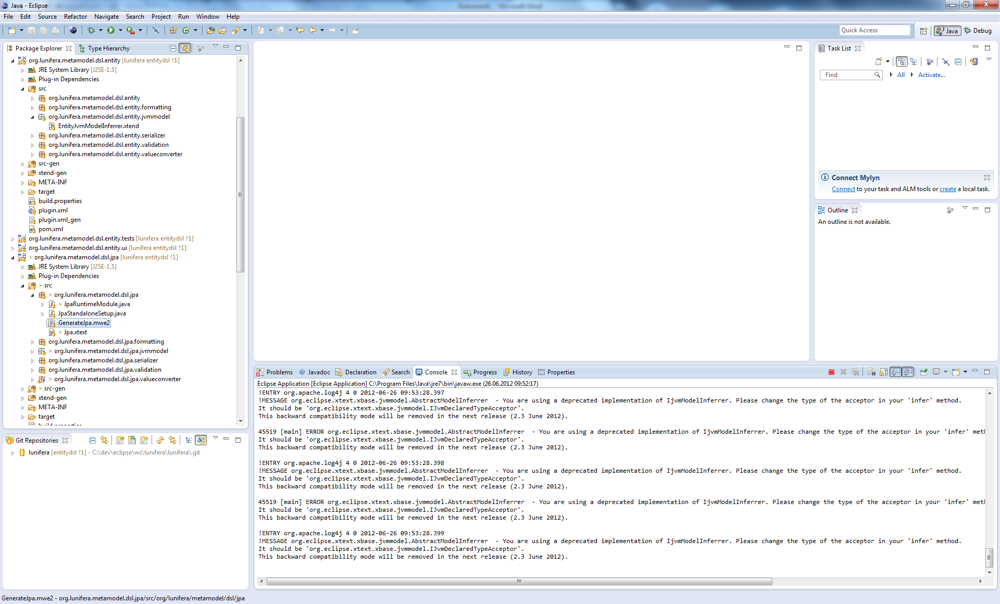 Java - Eclipse
File Edit Source Refactor Navigate Search Project Run Window Help
Quick Access
Java
Debug
Package Explorer
Type Hierarchy
org.lunifera.metamodel.dsl.entity [lunifera entitydsl ↑1]
JRE System Library [J2SE-1.5]
Plug-in Dependencies
src
org.lunifera.metamodel.dsl.entity
org.lunifera.metamodel.dsl.entity.formatting
org.lunifera.metamodel.dsl.entity.jvmmodel
EntityJvmModelInferrer.xtend
org.lunifera.metamodel.dsl.entity.serializer
org.lunifera.metamodel.dsl.entity.validation
org.lunifera.metamodel.dsl.entity.valueconverter
src-gen
xtend-gen
META-INF
target
build.properties
plugin.xml
plugin.xml_gen
pom.xml
org.lunifera.metamodel.dsl.entity.tests [lunifera entitydsl ↑1]
org.lunifera.metamodel.dsl.entity.ui [lunifera entitydsl ↑1]
> org.lunifera.metamodel.dsl.jpa [lunifera entitydsl ↑1]
JRE System Library [J2SE-1.5]
Plug-in Dependencies
> src
> org.lunifera.metamodel.dsl.jpa
> JpaRuntimeModule.java
JpaStandaloneSetup.java
GenerateJpa.mwe2
> Jpa.xtext
org.lunifera.metamodel.dsl.jpa.formatting
> org.lunifera.metamodel.dsl.jpa.jvmmodel
org.lunifera.metamodel.dsl.jpa.serializer
org.lunifera.metamodel.dsl.jpa.validation
> org.lunifera.metamodel.dsl.jpa.valueconverter
> src-gen
xtend-gen
META-INF
target
build.properties
Git Repositories
lunifera [entitydsl ↑1] - C:\dev\eclipse\ws\lunifera\lunifera\.git
Task List
Find
All
Activate...
Connect Mylyn
Connect to your task and ALM tools or create a local task.
Outline
An outline is not available.
Problems @ Javadoc Declaration Search Console Progress History Properties
Eclipse Application [Eclipse Application] C:\Program Files\Java\jre7\bin\javaw.exe (26.06.2012 09:52:17)
!ENTRY org.apache.log4j 4 0 2012-06-26 09:53:28.397
!MESSAGE org.eclipse.xtext.xbase.jvmmodel.AbstractModelInferrer  - You are using a deprecated implementation of IjvmModelInferrer. Please change the type of the acceptor in your 'infer' method.
It should be 'org.eclipse.xtext.xbase.jvmmodel.IJvmDeclaredTypeAcceptor'.
This backward compatibility mode will be removed in the next release (2.3 June 2012).
45519 [main] ERROR org.eclipse.xtext.xbase.jvmmodel.AbstractModelInferrer  - You are using a deprecated implementation of IjvmModelInferrer. Please change the type of the acceptor in your 'infer' met
It should be 'org.eclipse.xtext.xbase.jvmmodel.IJvmDeclaredTypeAcceptor'.
This backward compatibility mode will be removed in the next release (2.3 June 2012).
!ENTRY org.apache.log4j 4 0 2012-06-26 09:53:28.398
!MESSAGE org.eclipse.xtext.xbase.jvmmodel.AbstractModelInferrer  - You are using a deprecated implementation of IjvmModelInferrer. Please change the type of the acceptor in your 'infer' method.
It should be 'org.eclipse.xtext.xbase.jvmmodel.IJvmDeclaredTypeAcceptor'.
This backward compatibility mode will be removed in the next release (2.3 June 2012).
45519 [main] ERROR org.eclipse.xtext.xbase.jvmmodel.AbstractModelInferrer  - You are using a deprecated implementation of IjvmModelInferrer. Please change the type of the acceptor in your 'infer' met
It should be 'org.eclipse.xtext.xbase.jvmmodel.IJvmDeclaredTypeAcceptor'.
This backward compatibility mode will be removed in the next release (2.3 June 2012).
!ENTRY org.apache.log4j 4 0 2012-06-26 09:53:28.399
!MESSAGE org.eclipse.xtext.xbase.jvmmodel.AbstractModelInferrer  - You are using a deprecated implementation of IjvmModelInferrer. Please change the type of the acceptor in your 'infer' method.
It should be 'org.eclipse.xtext.xbase.jvmmodel.IJvmDeclaredTypeAcceptor'.
This backward compatibility mode will be removed in the next release (2.3 June 2012).
GenerateJpa.mwe2 - org.lunifera.metamodel.dsl.jpa/src/org/lunifera/metamodel/dsl/jpa